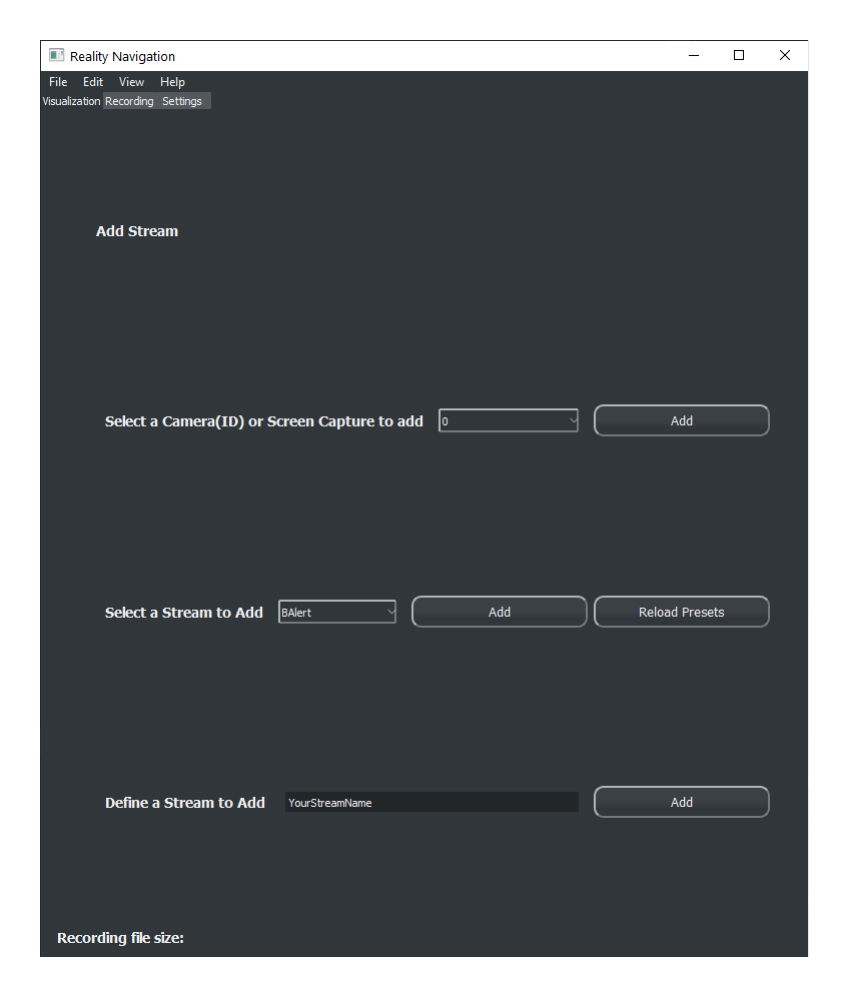 Reality Navigation
File Edit View Help
Visualization Recording Settings
Add Stream
Select a Camera(ID) or Screen Capture to add 0 Add
Select a Stream to Add BAlert Add Reload Presets
Define a Stream to Add YourStreamName Add
Recording file size: